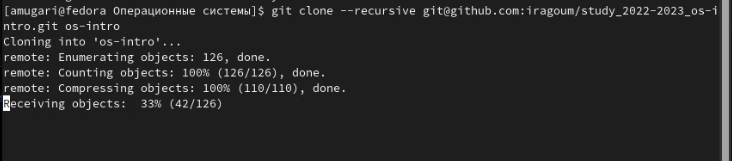 [amugari@fedora Операционные системы]$ git clone --recursive git@github.com:iragoum/study_2022-2023_os-i
ntro.git os-intro
Cloning into 'os-intro'...
remote: Enumerating objects: 126, done.
remote: Counting objects: 100% (126/126), done.
remote: Compressing objects: 100% (110/110), done.
Receiving objects:  33% (42/126)